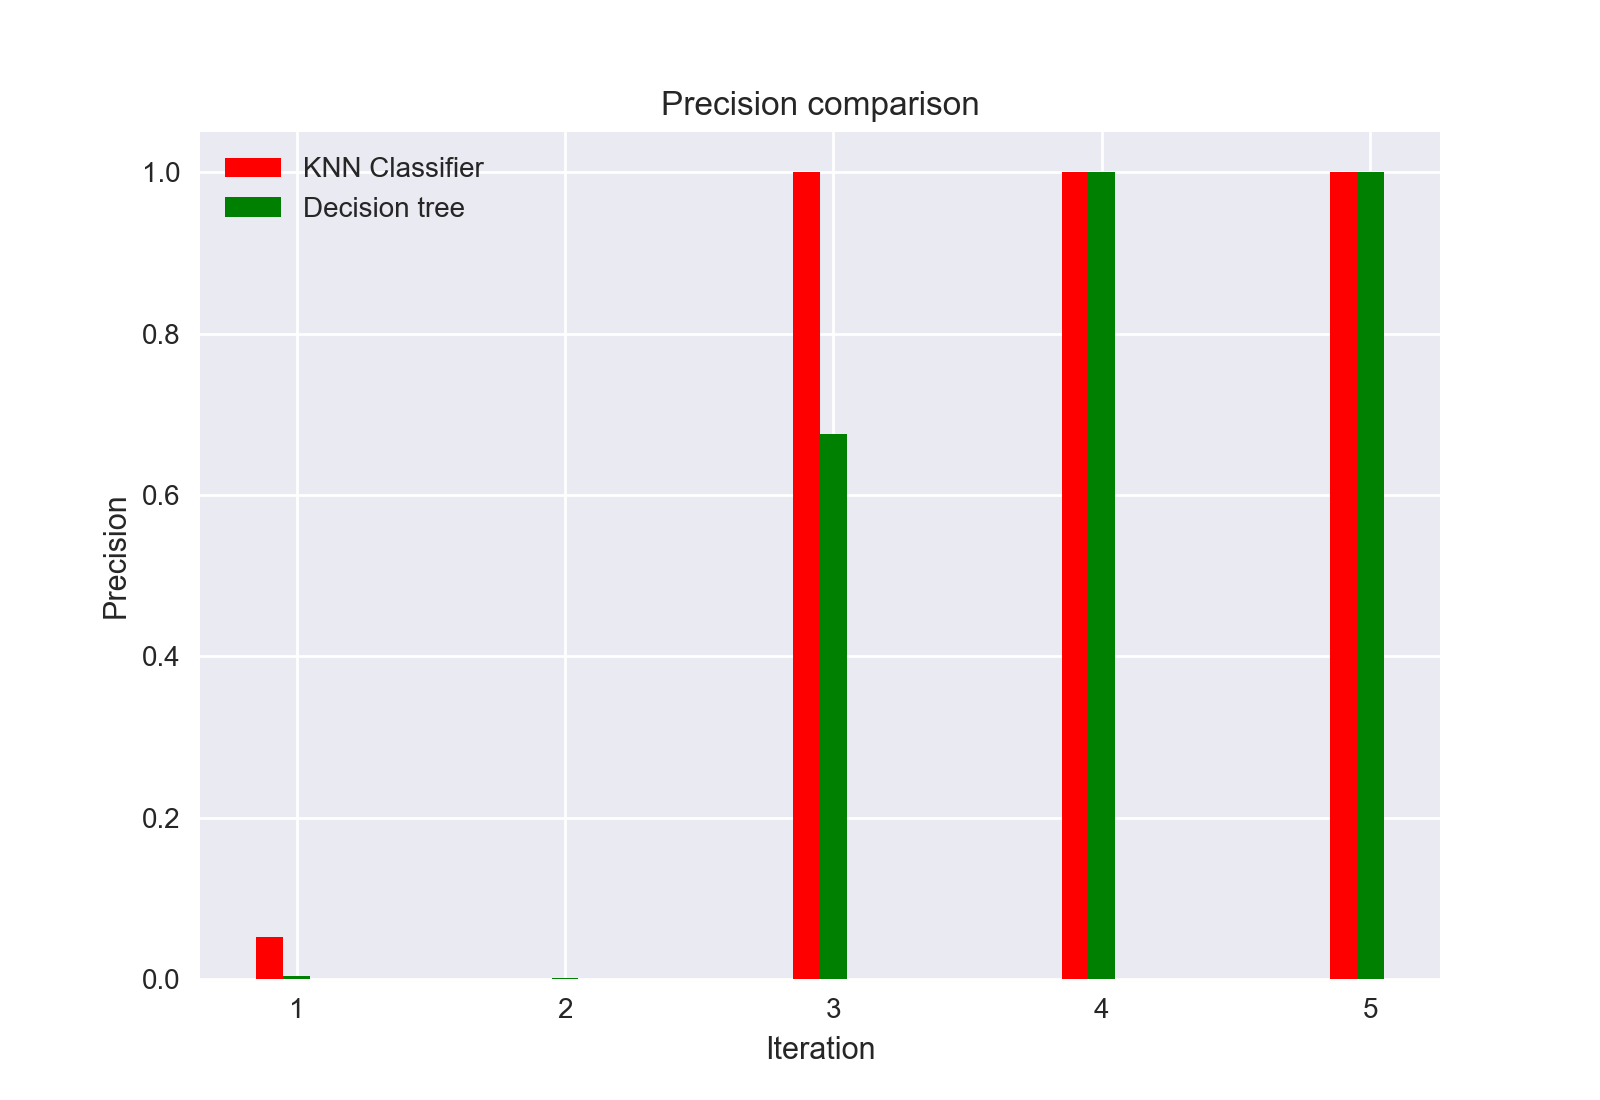 Precision comparison
KNN Classifier
Decision tree
1.0
0.8
0.6
0.4
0.2
0.0
Precision
1 2 3 4 5
Iteration